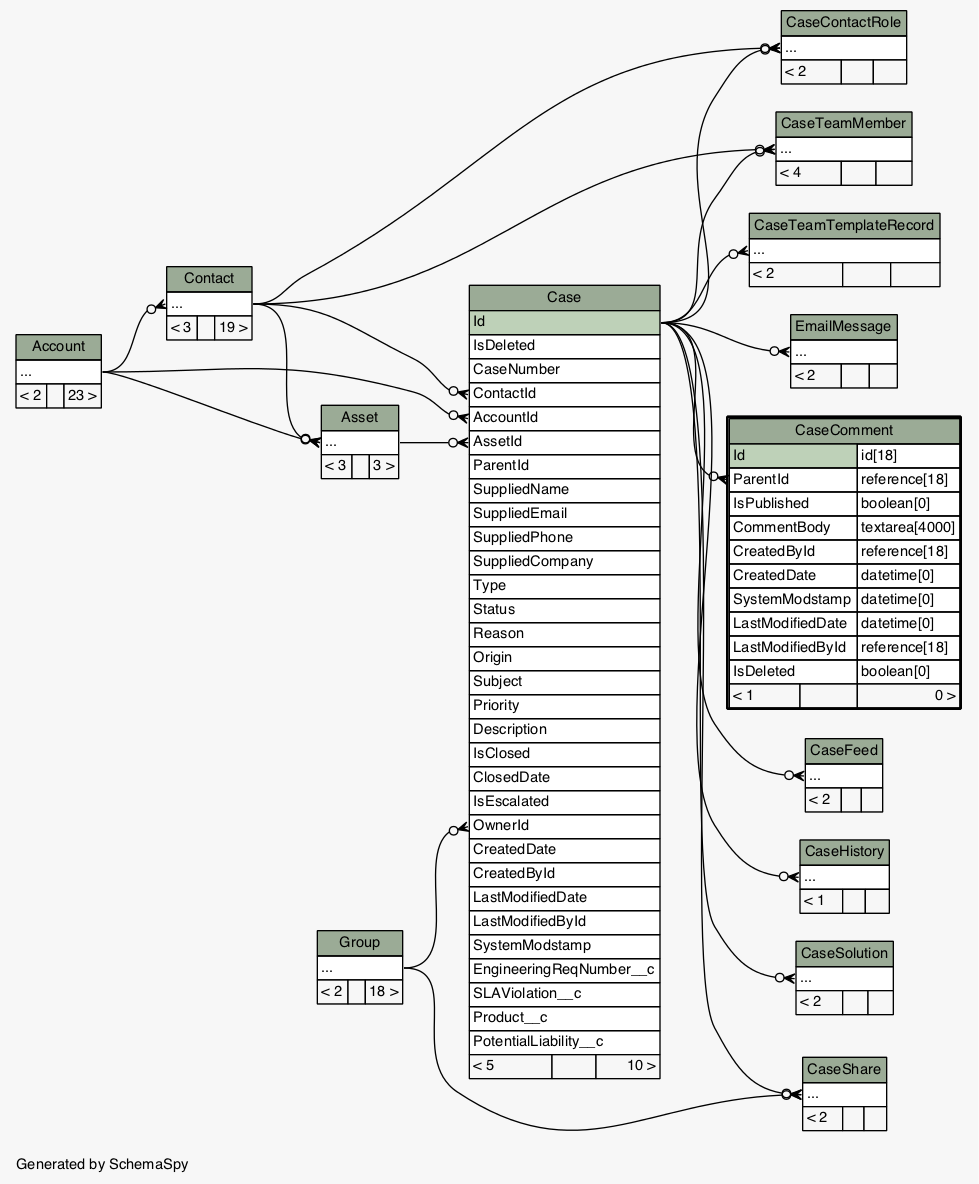 CaseContactRole
...
< 2
CaseTeamMember
...
< 4
CaseTeamTemplateRecord
...
< 2
Contact
...
< 3 19 >
Account
...
< 2 23 >
Asset
...
< 3 3 >
Case
Id
IsDeleted
CaseNumber
ContactId
AccountId
AssetId
ParentId
SuppliedName
SuppliedEmail
SuppliedPhone
SuppliedCompany
Type
Status
Reason
Origin
Subject
Priority
Description
IsClosed
ClosedDate
IsEscalated
OwnerId
CreatedDate
CreatedById
LastModifiedDate
LastModifiedById
SystemModstamp
EngineeringReqNumber__c
SLAViolation__c
Product__c
PotentialLiability__c
< 5 10 >
EmailMessage
...
< 2
CaseComment
Id id[18]
ParentId reference[18]
IsPublished boolean[0]
CommentBody textarea[4000]
CreatedById reference[18]
CreatedDate datetime[0]
SystemModstamp datetime[0]
LastModifiedDate datetime[0]
LastModifiedById reference[18]
IsDeleted boolean[0]
< 1 0 >
CaseFeed
...
< 2
CaseHistory
...
< 1
Group
...
< 2 18 >
CaseSolution
...
< 2
CaseShare
...
< 2
Generated by SchemaSpy